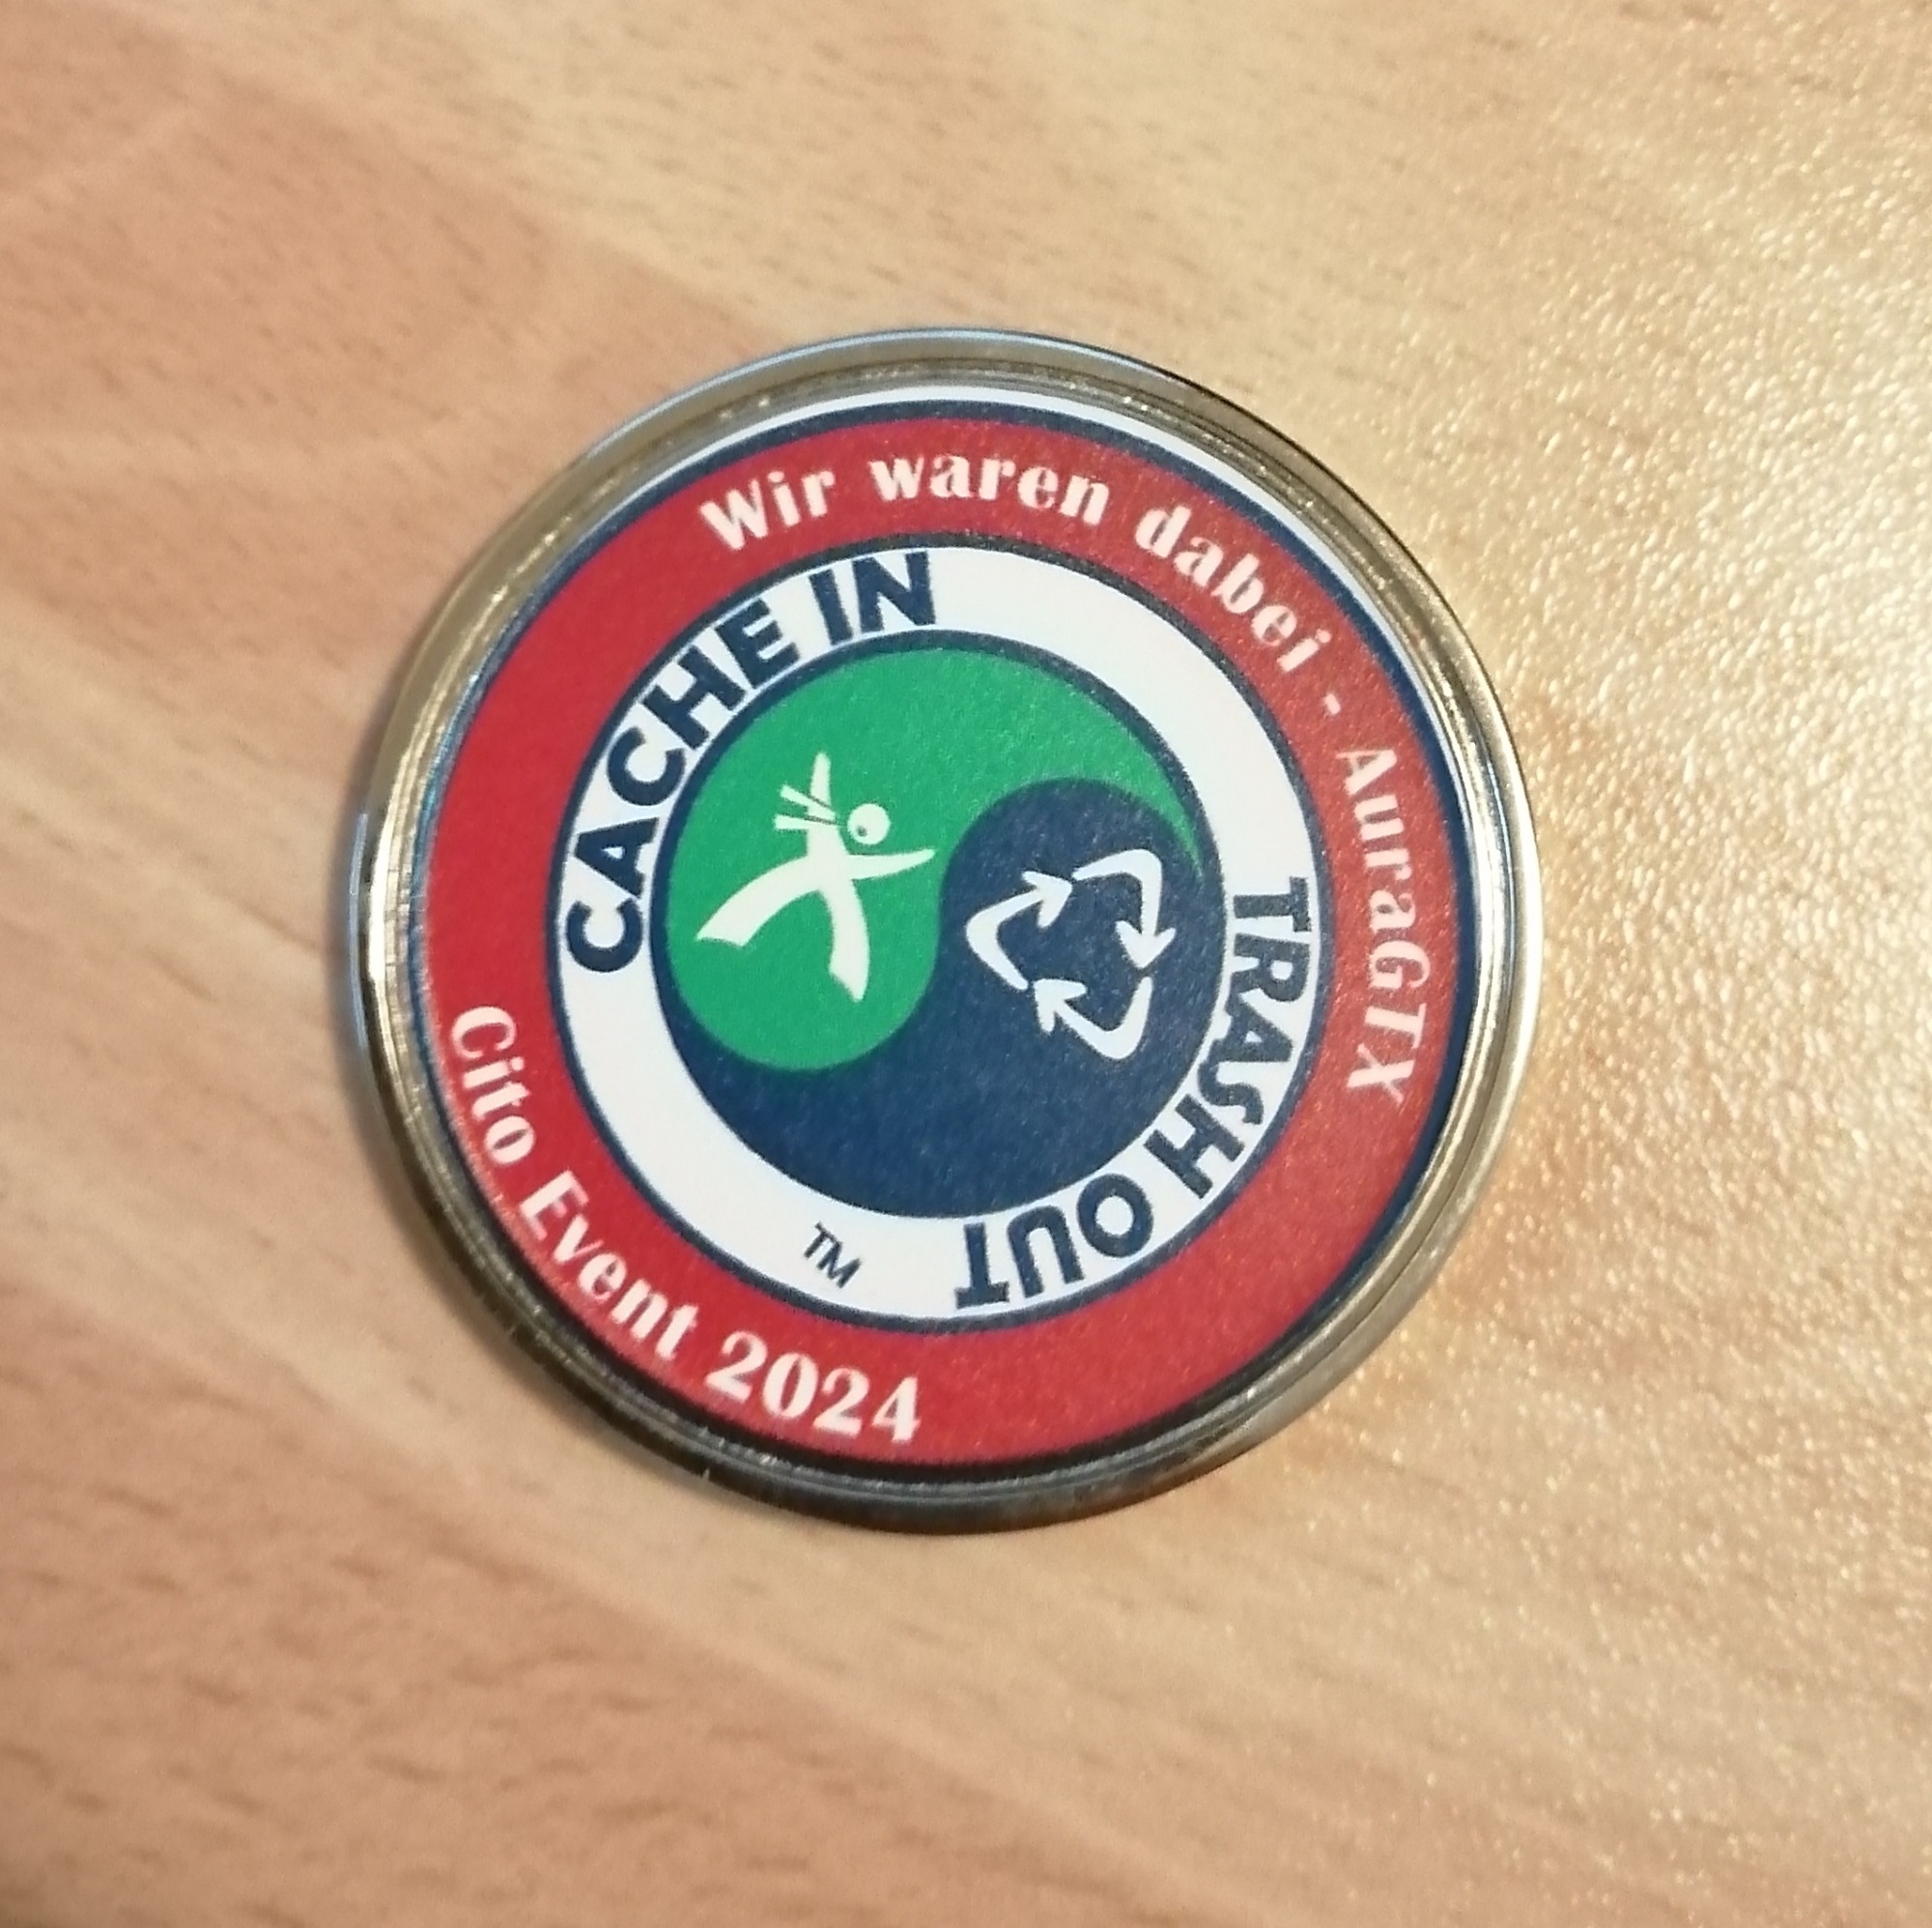 Wir waren dabei - AuraGTX
CACHE IN
TRASH OUT
TM
Cito Event 2024